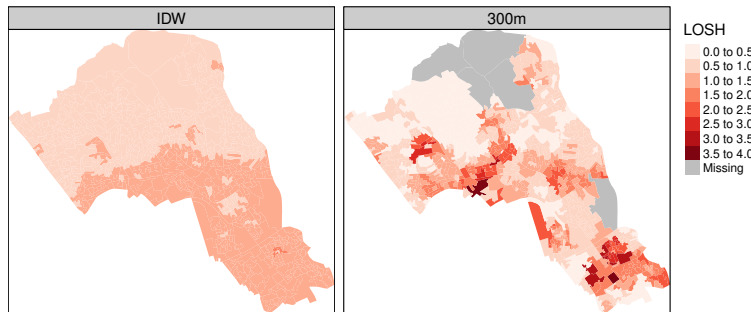 IDW
300m
LOSH
0.0 to 0.5
0.5 to 1.0
1.0 to 1.5
1.5 to 2.0
2.0 to 2.5
2.5 to 3.0
3.0 to 3.5
3.5 to 4.0
Missing